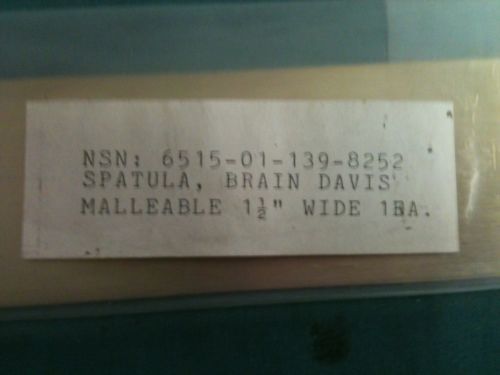 NSN: 6515-01-139-8252
SPATULA, BRAIN DAVIS
MALLEABLE 1½" WIDE 1EA.